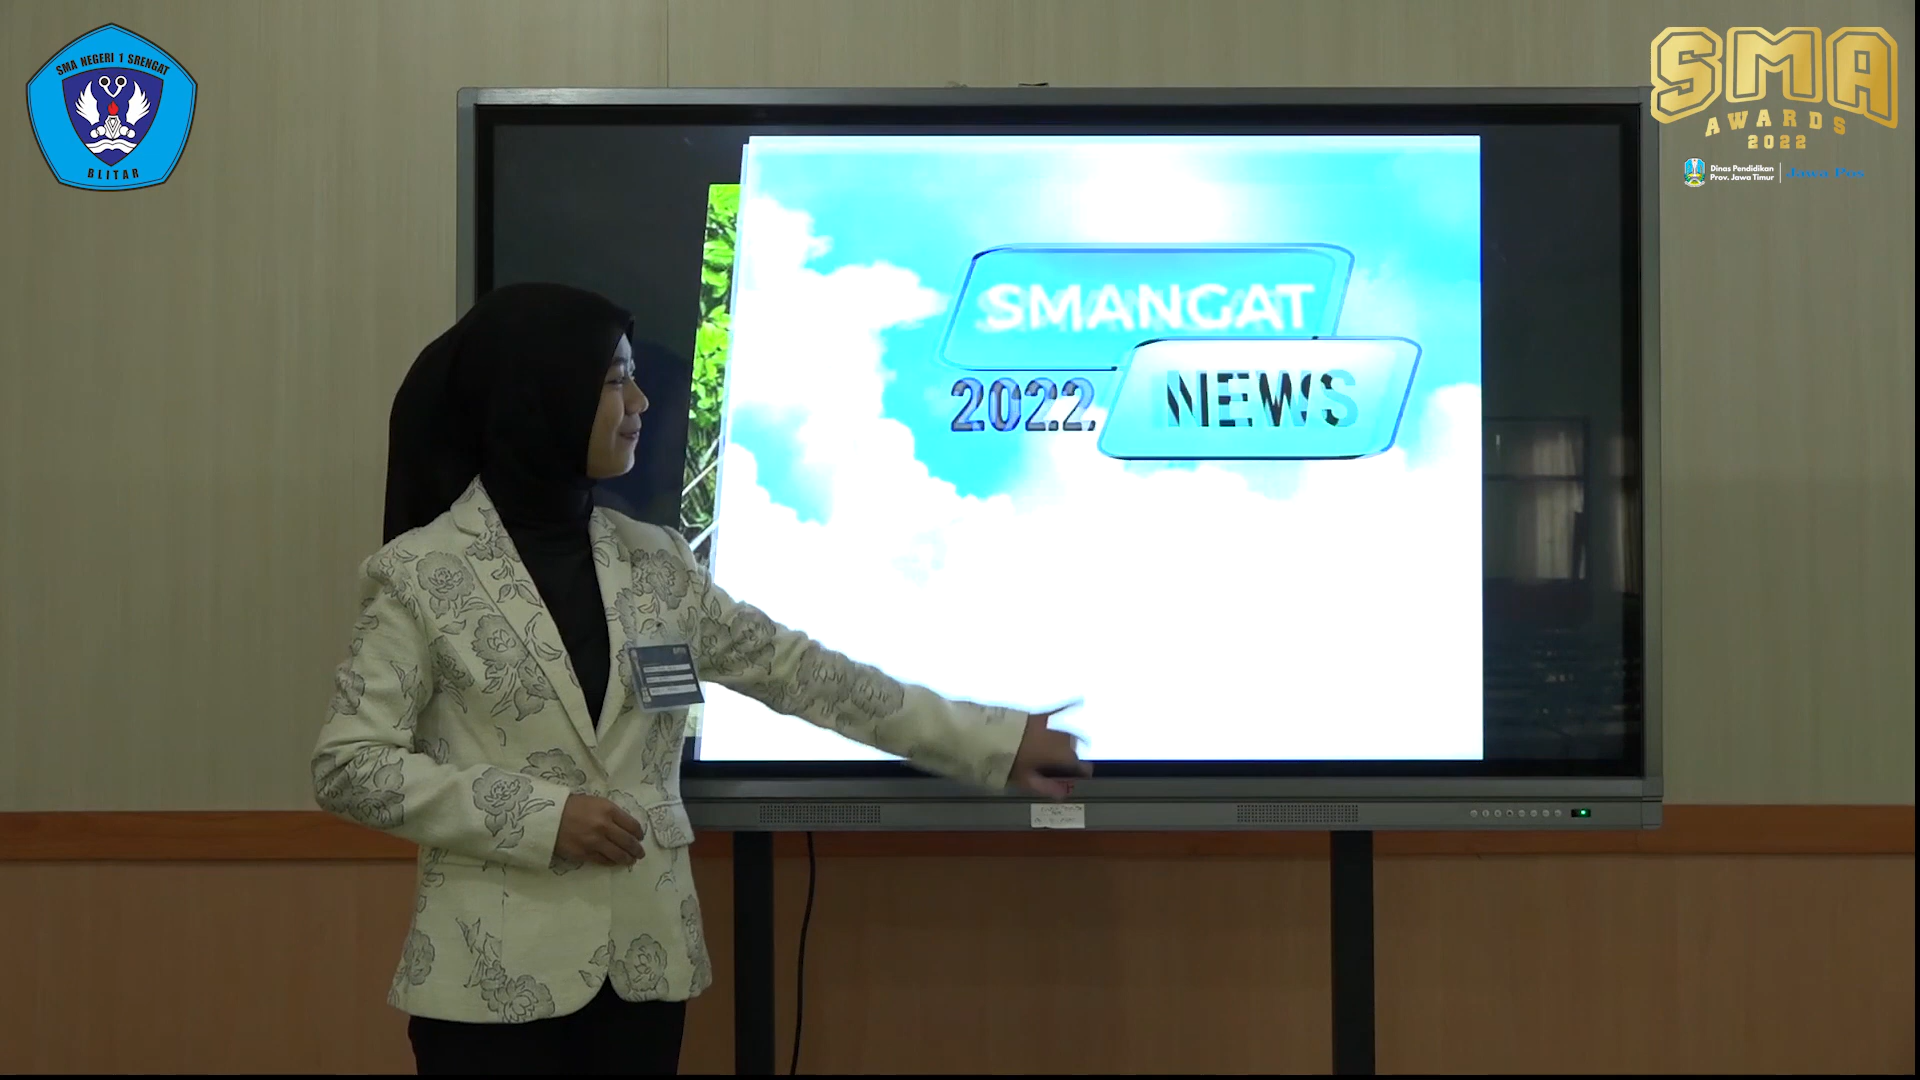 SMA NEGERI 1 SRENGAT
BLITAR
SMA
AWARDS
2022
Dinas Pendidikan
Prov. Jawa Timur
Jawa Pos
SMANGAT
2022
NEWS